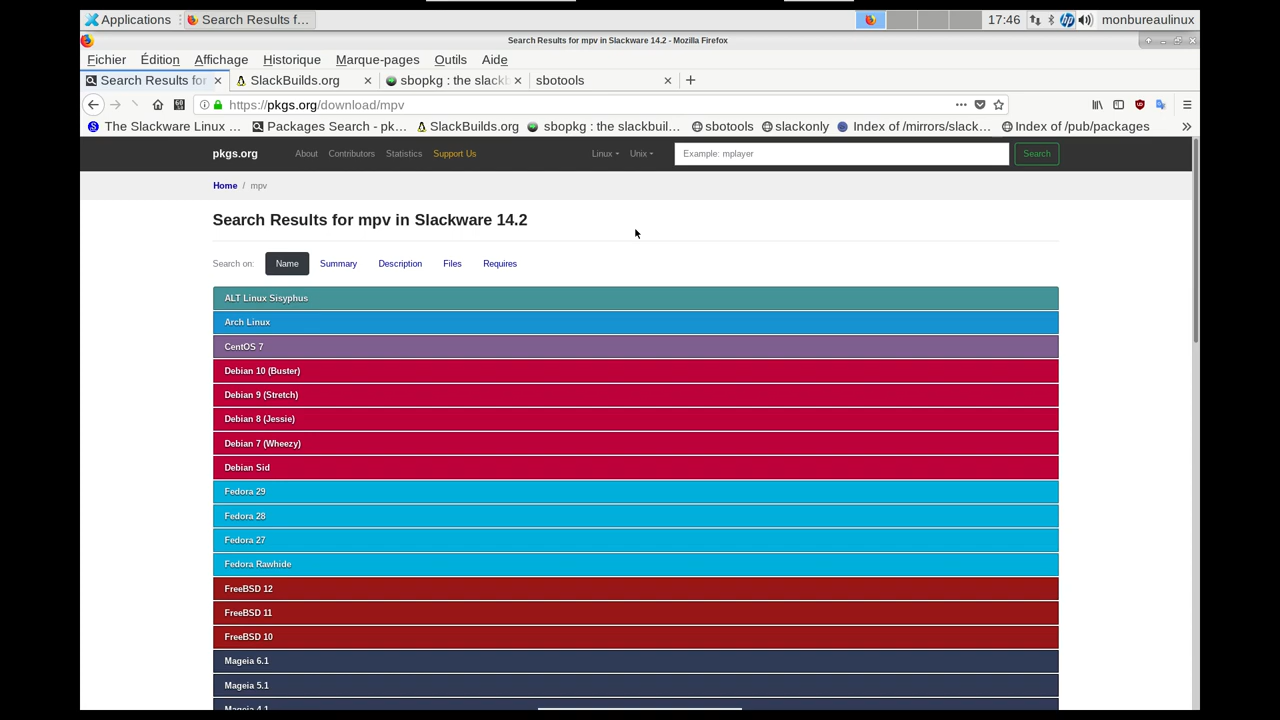 Applications Search Results f... 17:46 monbureaulinux
Search Results for mpv in Slackware 14.2 - Mozilla Firefox
Fichier Édition Affichage Historique Marque-pages Outils Aide
Search Results for SlackBuilds.org sbopkg : the slackb sbotools
https://pkgs.org/download/mpv
The Slackware Linux ... Packages Search - pk... SlackBuilds.org sbopkg : the slackbuil... sbotools slackonly Index of /mirrors/slack... Index of /pub/packages
pkgs.org About Contributors Statistics Support Us Linux Unix Example: mplayer Search
Home / mpv
Search Results for mpv in Slackware 14.2
Search on: Name Summary Description Files Requires
ALT Linux Sisyphus
Arch Linux
CentOS 7
Debian 10 (Buster)
Debian 9 (Stretch)
Debian 8 (Jessie)
Debian 7 (Wheezy)
Debian Sid
Fedora 29
Fedora 28
Fedora 27
Fedora Rawhide
FreeBSD 12
FreeBSD 11
FreeBSD 10
Mageia 6.1
Mageia 5.1
Mageia 4.1